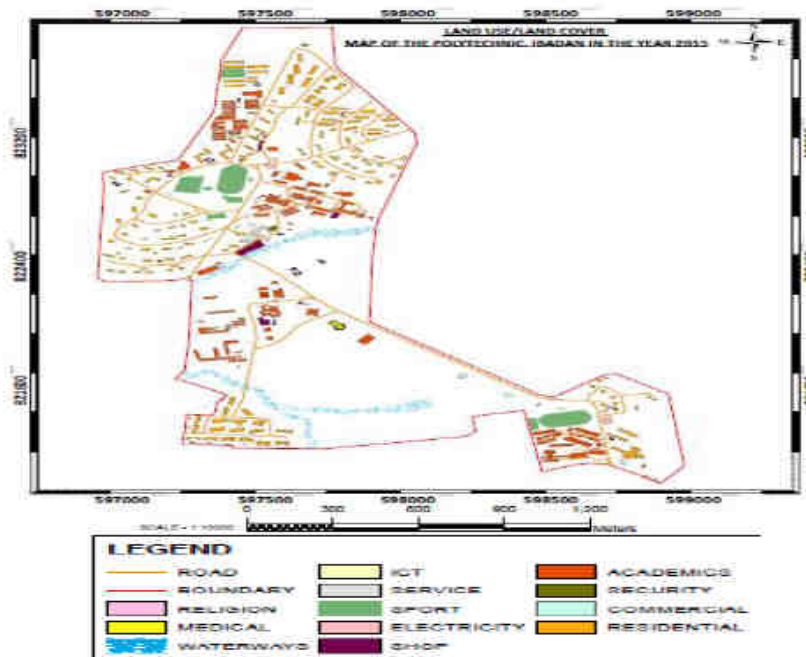 597000 597500 598000 598500 599000
LAND USE/LAND COVER
MAP OF THE POLYTECHNIC, IBADAN IN THE YEAR 2015
E
S
823200
822400
821600
597000 597500 598000 598500 599000
0 300 600 900 1,200
Meters
LEGEND
ROAD ICT ACADEMICS
BOUNDARY SERVICE SECURITY
RELIGION SPORT COMMERCIAL
MEDICAL ELECTRICITY RESIDENTIAL
WATERWAYS SHOP